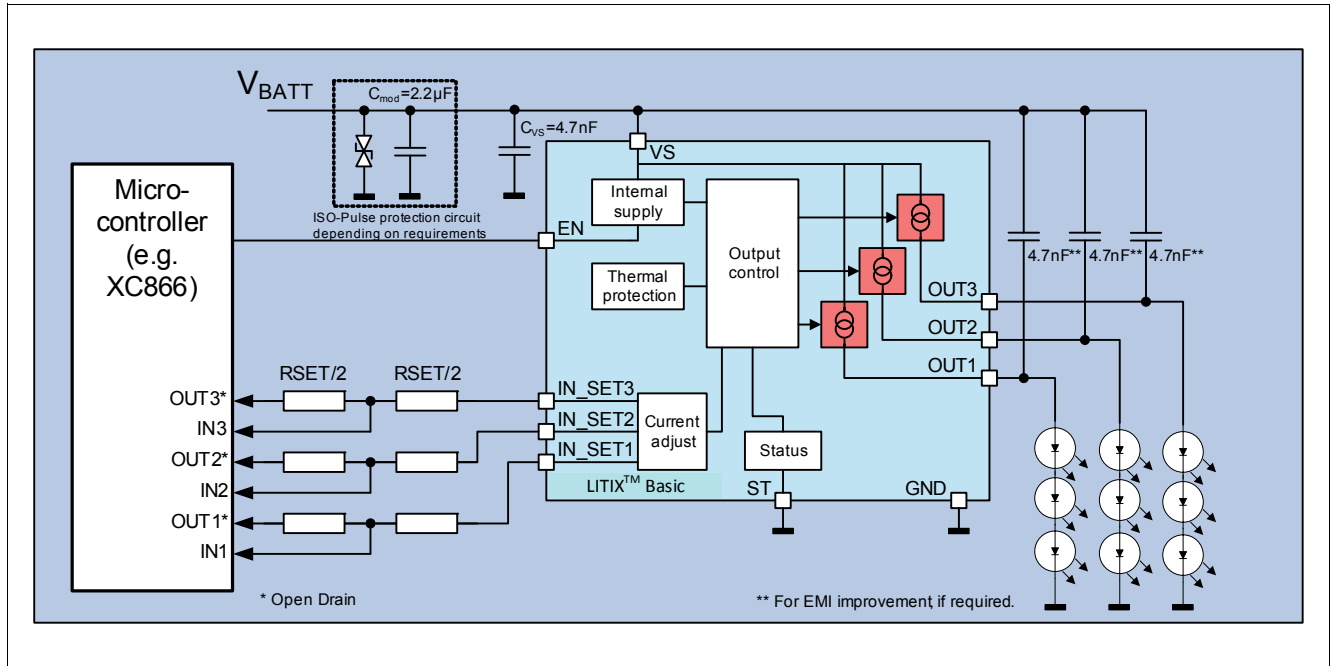 V_BATT
C_mod=2.2µF
C_VS=4.7nF
VS
Micro-
controller
(e.g.
XC866)
ISO-Pulse protection circuit
depending on requirements
EN
Internal
supply
Thermal
protection
Output
control
4.7nF** 4.7nF** 4.7nF**
OUT3
OUT2
OUT1
RSET/2 RSET/2
OUT3*
IN3
OUT2*
IN2
OUT1*
IN1
IN_SET3
IN_SET2
IN_SET1
Current
adjust
Status
LITIX™ Basic
ST
GND
* Open Drain
** For EMI improvement, if required.